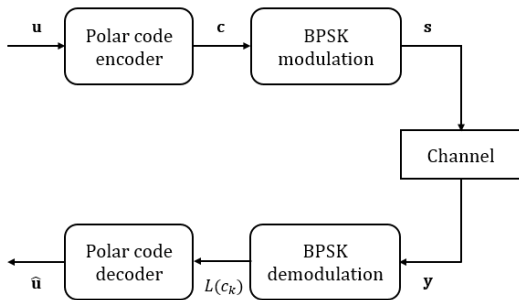 u
Polar code
encoder
c
BPSK
modulation
s
Channel
y
BPSK
demodulation
L(c_k)
Polar code
decoder
û